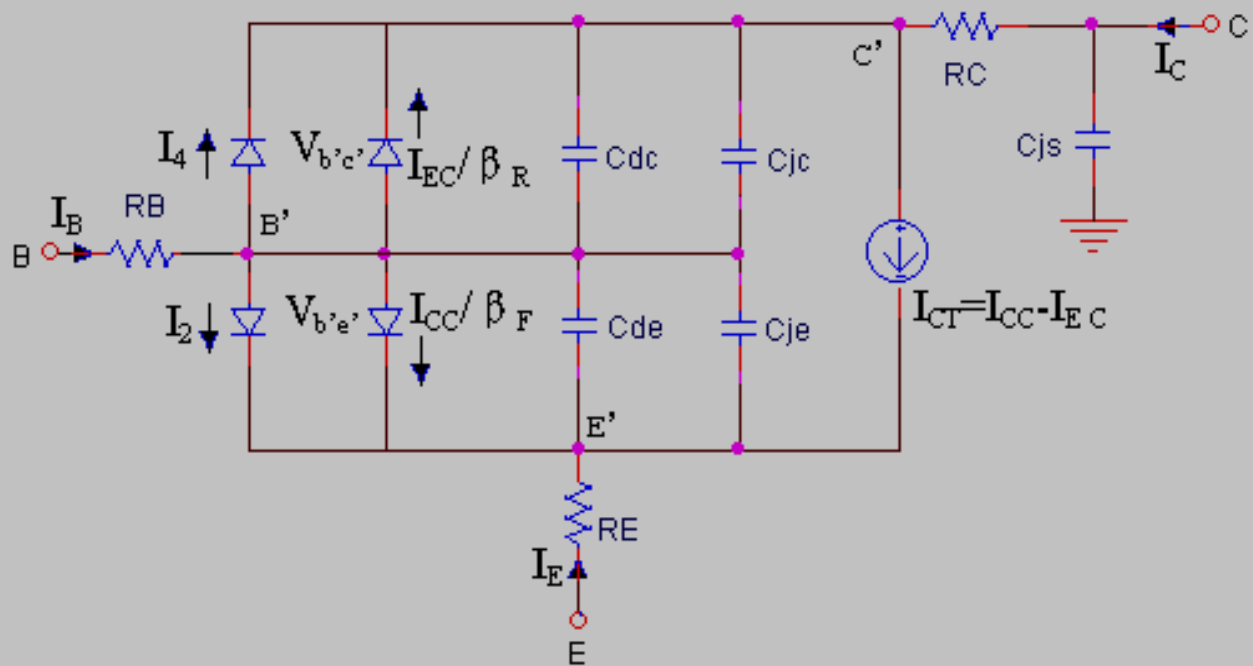 C
C'
RC
I_C
I_4
V_b'c'
I_EC/β_R
Cdc
Cjc
Cjs
I_B
RB
B'
B
I_2
V_b'e'
I_CC/β_F
Cde
Cje
I_CT=I_CC-I_EC
E'
RE
I_E
E